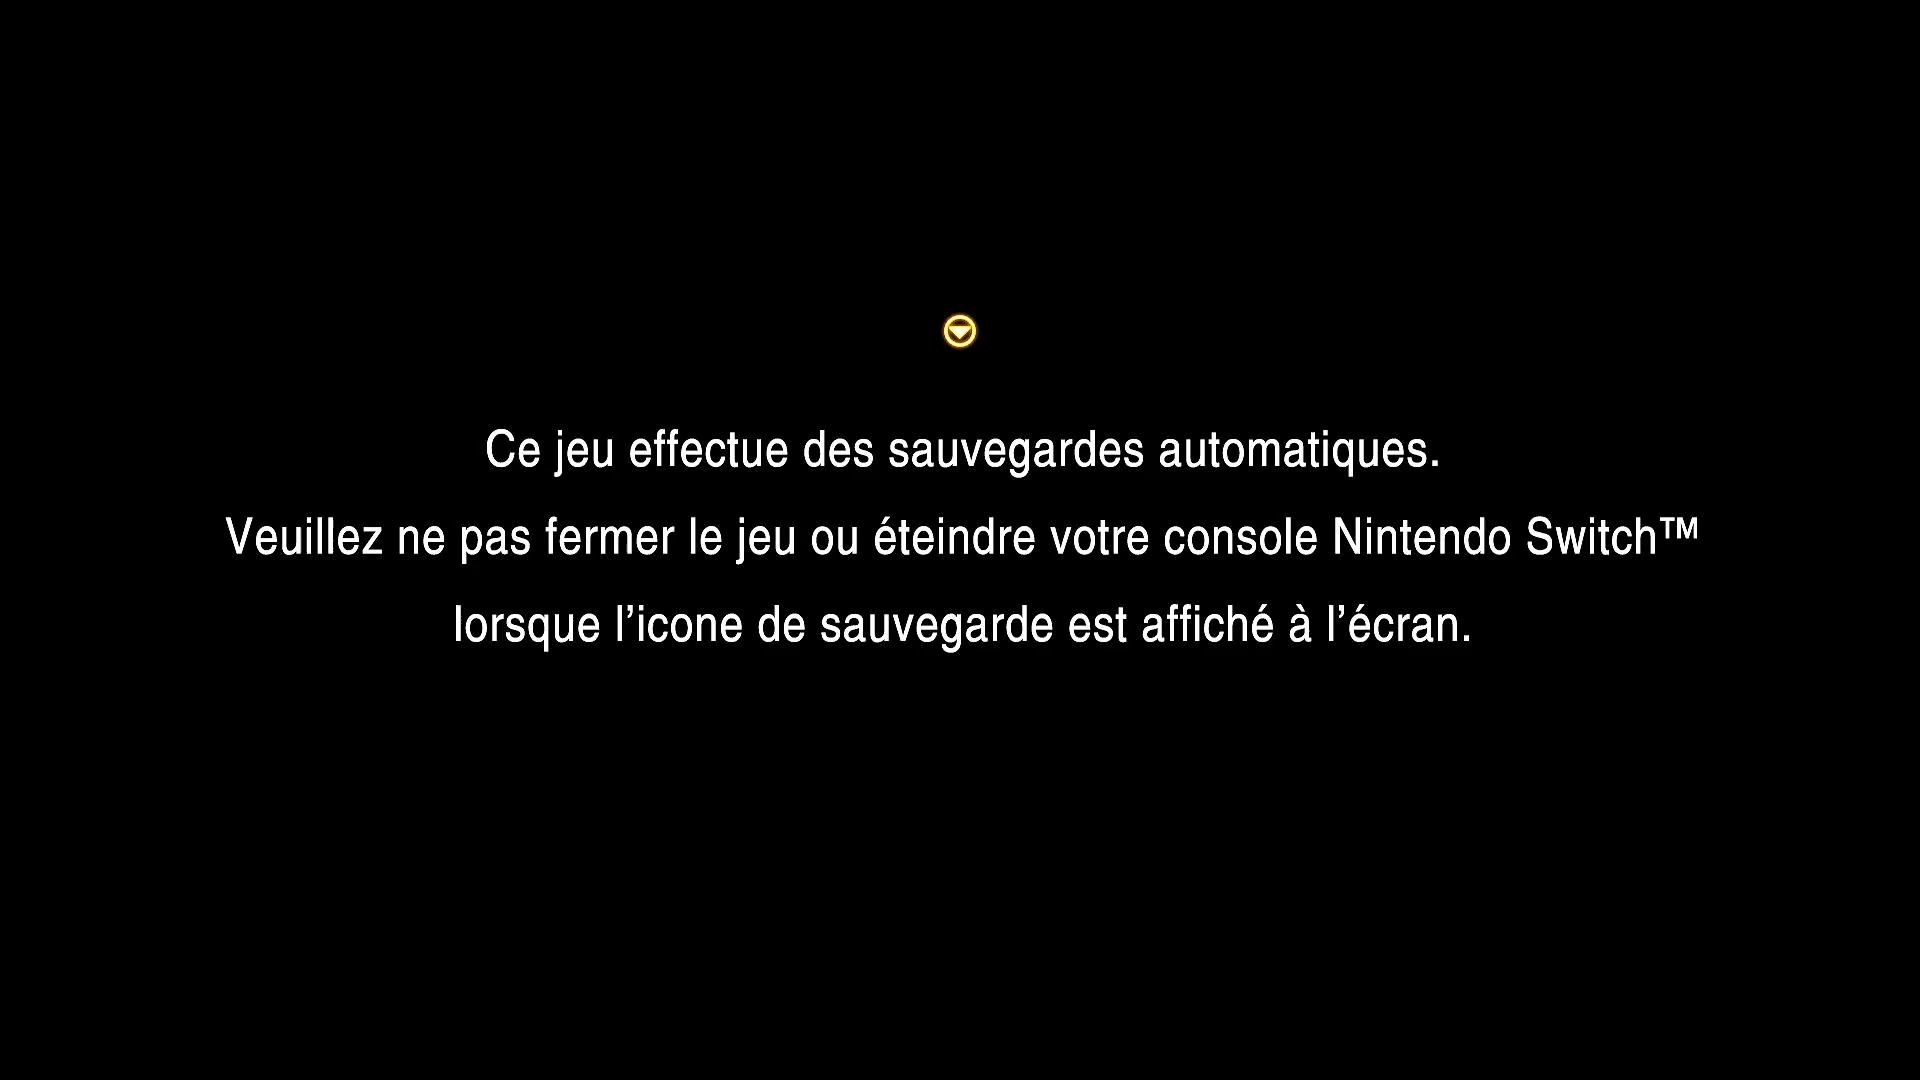 Ce jeu effectue des sauvegardes automatiques.
Veuillez ne pas fermer le jeu ou éteindre votre console Nintendo Switch™
lorsque l’icone de sauvegarde est affiché à l’écran.